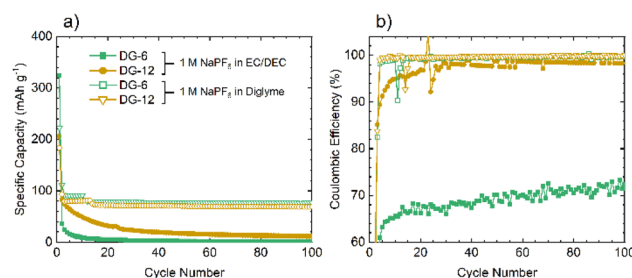 a)
b)
400
300
200
100
0
Specific Capacity (mAh g⁻¹)
DG-6
DG-12
1 M NaPF₆ in EC/DEC
DG-6
DG-12
1 M NaPF₆ in Diglyme
0 20 40 60 80 100
Cycle Number
100
90
80
70
60
Coulombic Efficiency (%)
0 20 40 60 80 100
Cycle Number